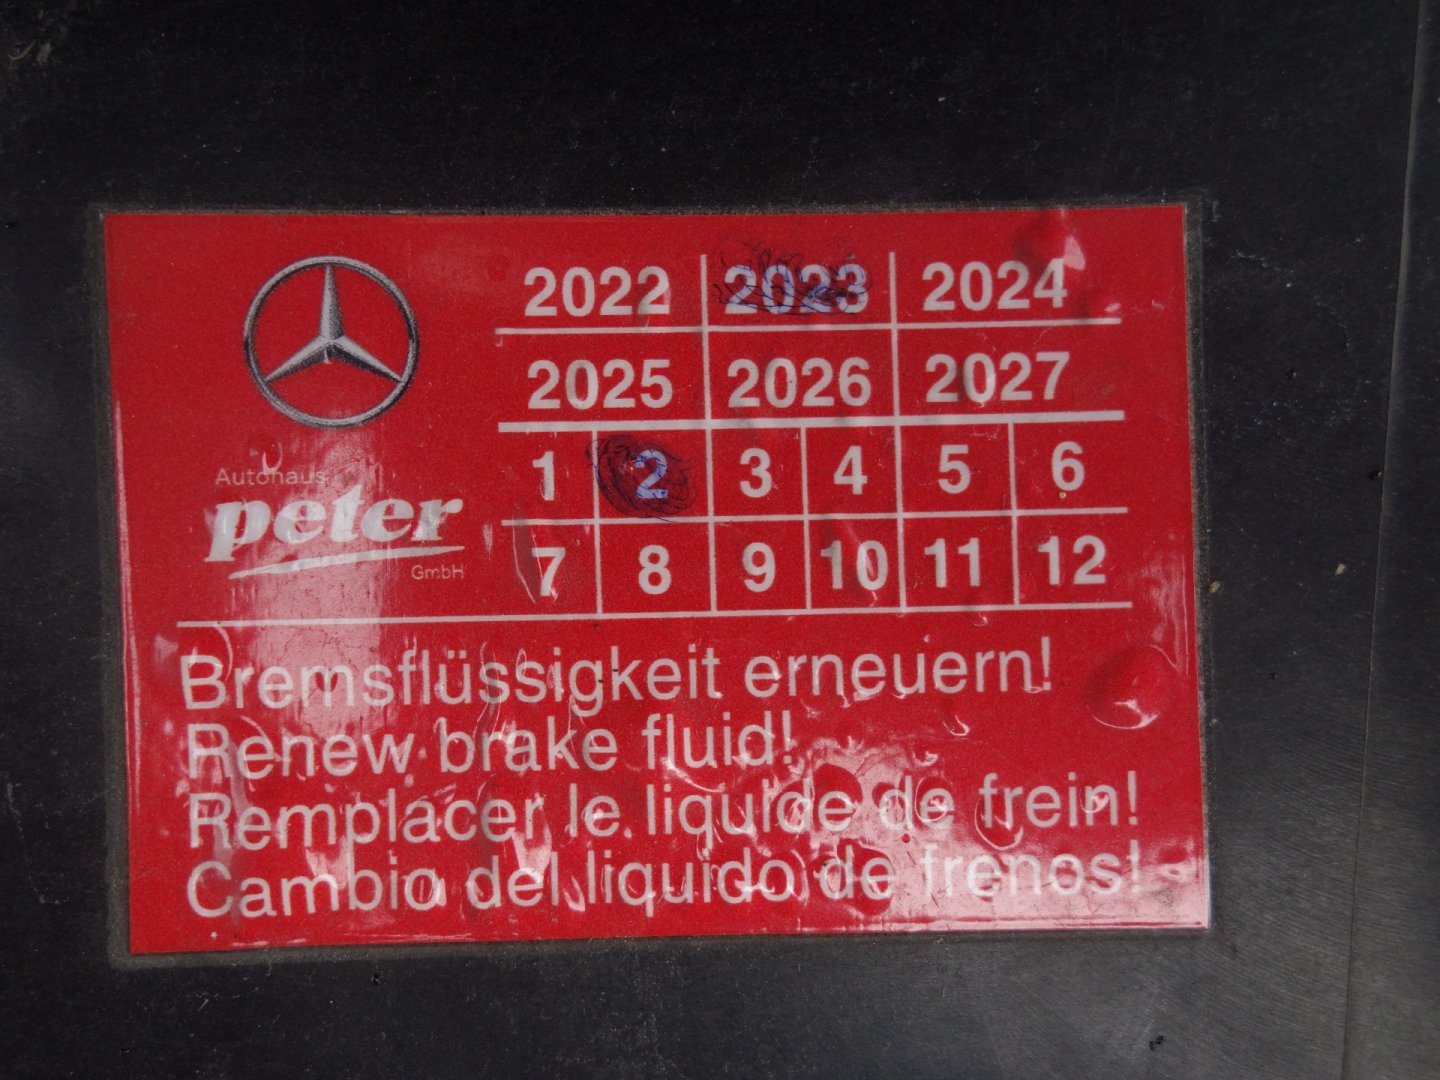 2022 2023 2024
2025 2026 2027
1 2 3 4 5 6
7 8 9 10 11 12
Autohaus
peter
GmbH
Bremsflüssigkeit erneuern!
Renew brake fluid!
Remplacer le liquide de frein!
Cambio del liquido de frenos!